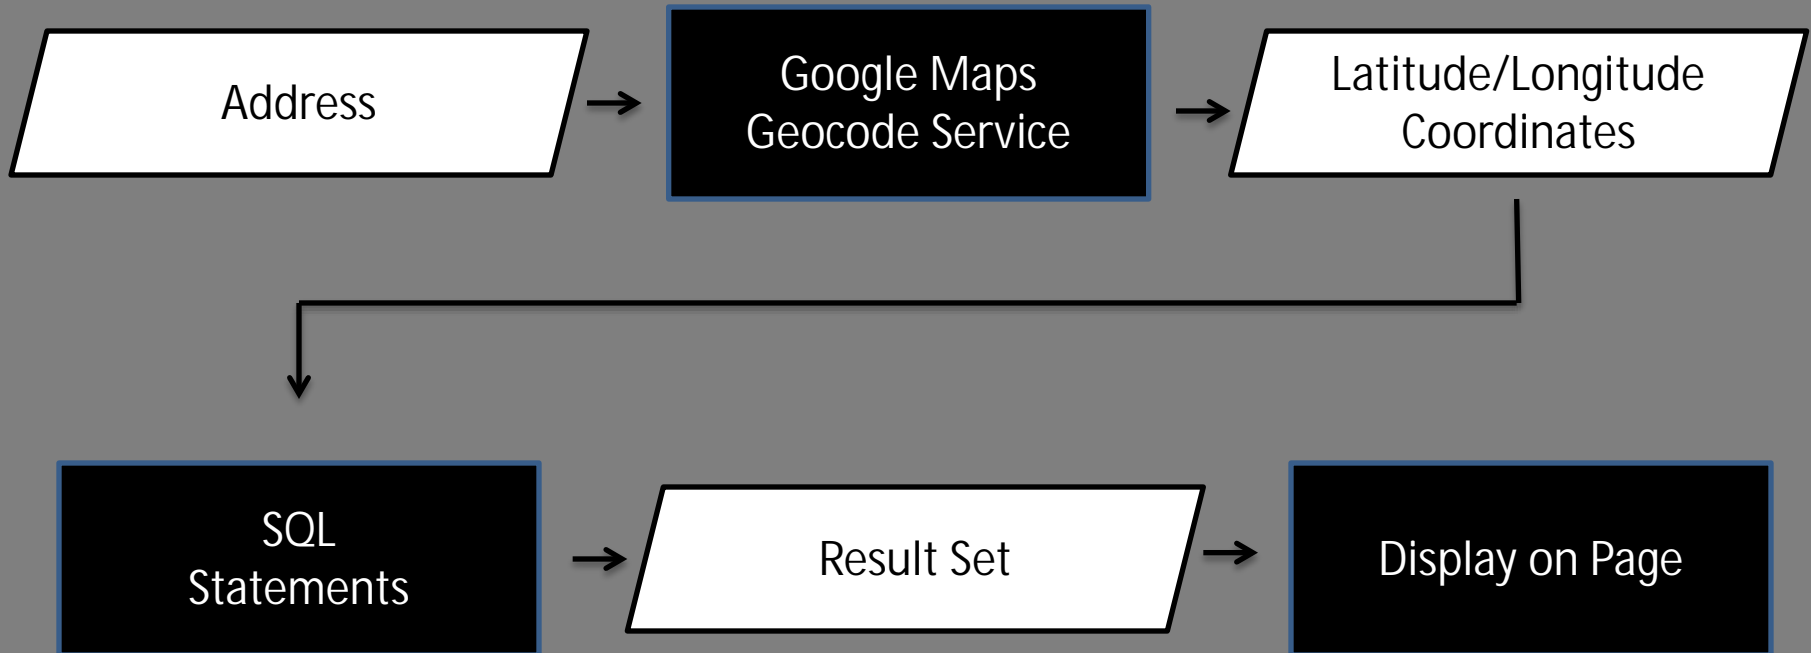 Address
Google Maps
Geocode Service
Latitude/Longitude
Coordinates
SQL
Statements
Result Set
Display on Page